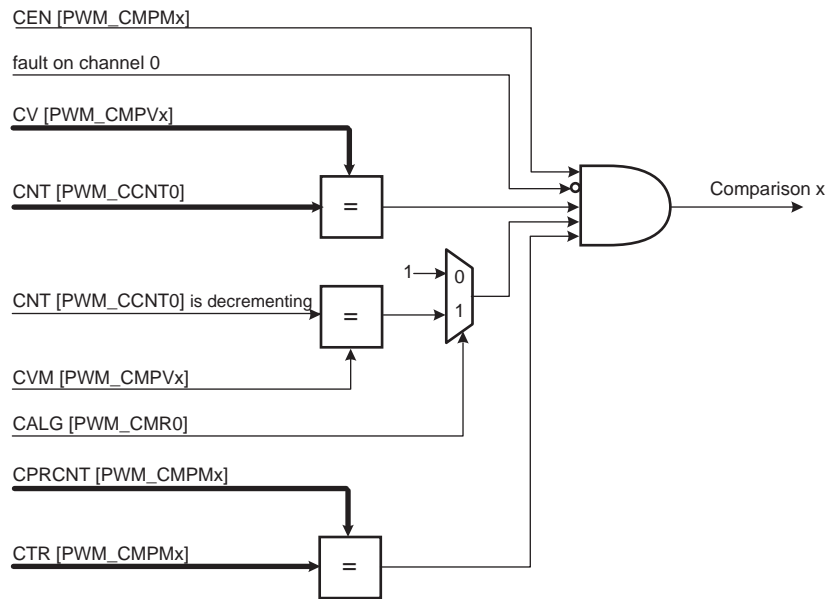 CEN [PWM_CMPMx]
fault on channel 0
CV [PWM_CMPVx]
CNT [PWM_CCNT0]
=
Comparison x
1
0
CNT [PWM_CCNT0] is decrementing
=
1
CVM [PWM_CMPVx]
CALG [PWM_CMR0]
CPRCNT [PWM_CMPMx]
CTR [PWM_CMPMx]
=